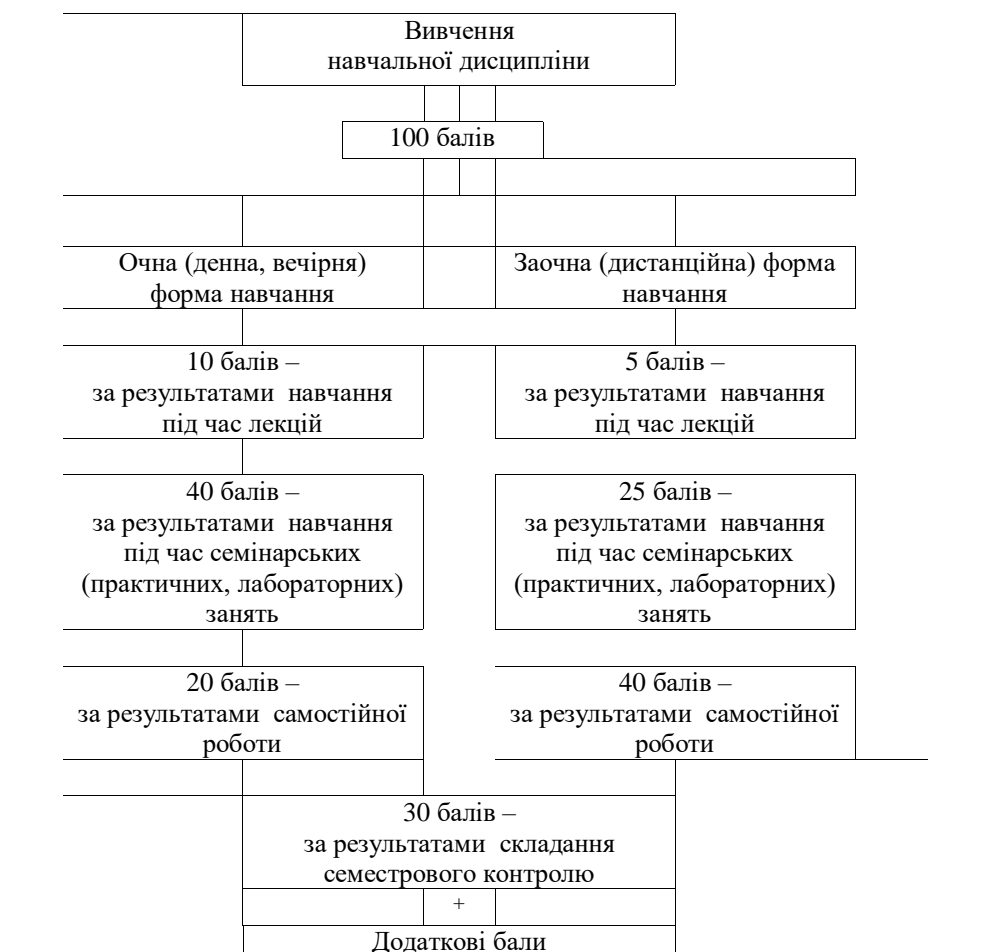 Вивчення
навчальної дисципліни
100 балів
Очна (денна, вечірня)
форма навчання
Заочна (дистанційна) форма
навчання
10 балів –
за результатами навчання
під час лекцій
5 балів –
за результатами навчання
під час лекцій
40 балів –
за результатами навчання
під час семінарських
(практичних, лабораторних)
занять
25 балів –
за результатами навчання
під час семінарських
(практичних, лабораторних)
занять
20 балів –
за результатами самостійної
роботи
40 балів –
за результатами самостійної
роботи
30 балів –
за результатами складання
семестрового контролю
+
Додаткові бали